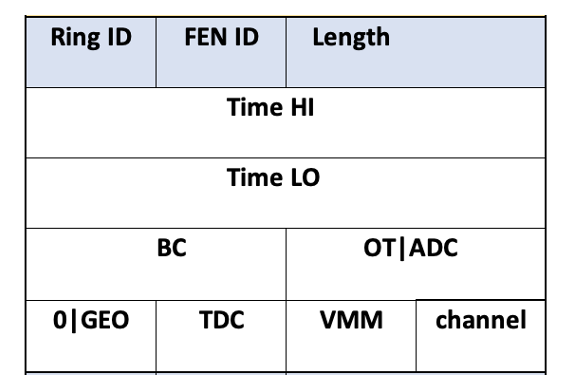 Ring ID FEN ID Length
Time HI
Time LO
BC OT|ADC
0|GEO TDC VMM channel